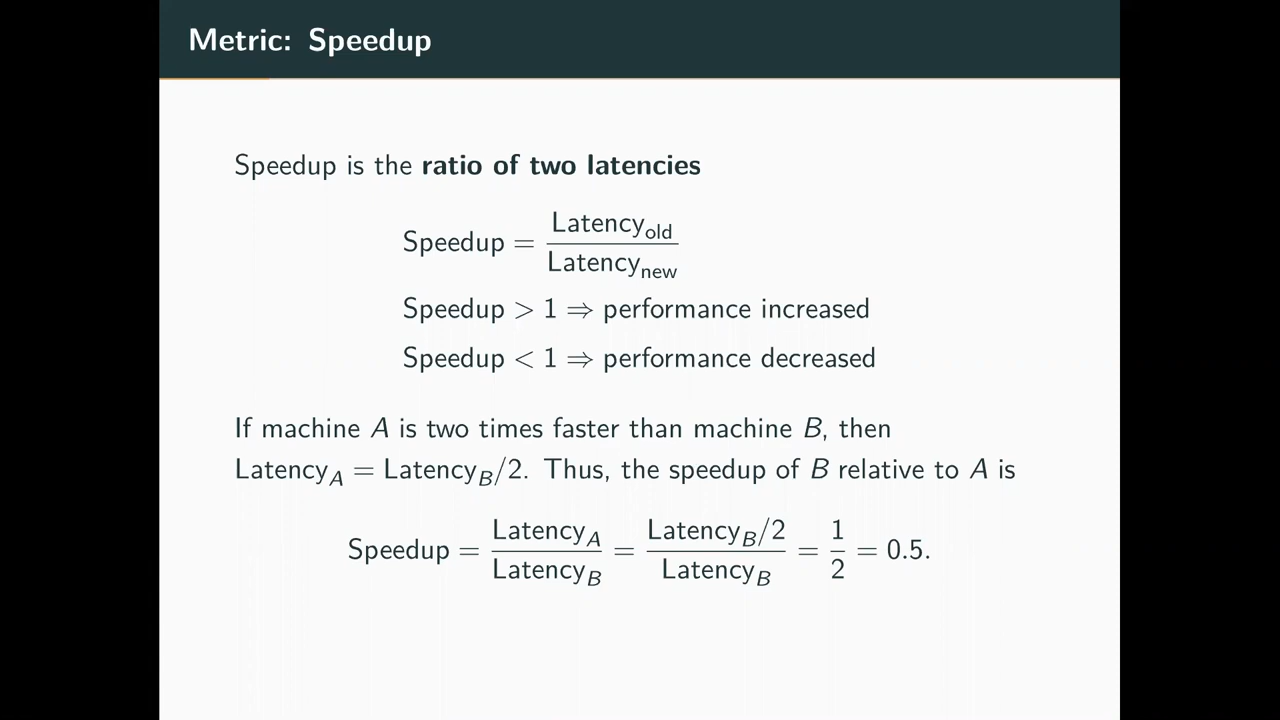 Metric: Speedup
Speedup is the ratio of two latencies
Speedup = Latency_old / Latency_new
Speedup > 1 ⇒ performance increased
Speedup < 1 ⇒ performance decreased
If machine A is two times faster than machine B, then
Latency_A = Latency_B/2. Thus, the speedup of B relative to A is
Speedup = Latency_A / Latency_B = Latency_B/2 / Latency_B = 1/2 = 0.5.